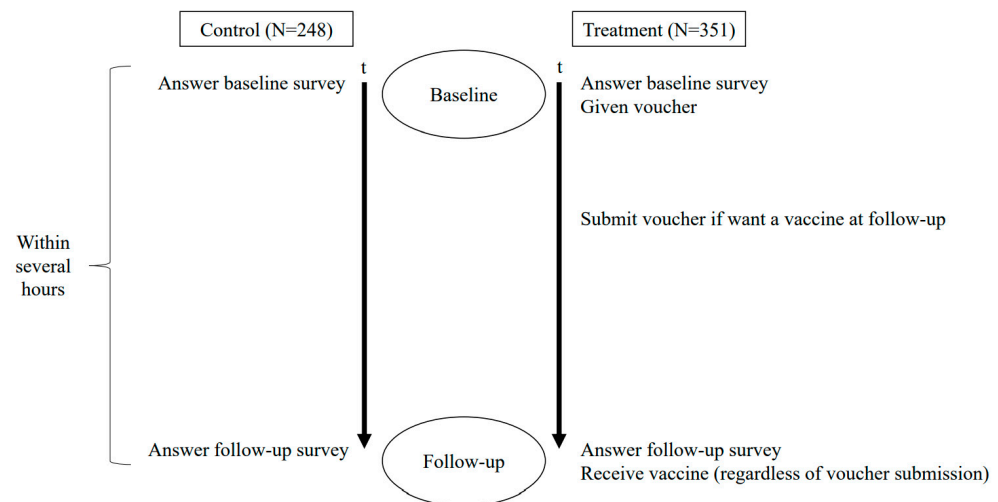 Control (N=248)
Treatment (N=351)
t
t
Answer baseline survey
Baseline
Answer baseline survey
Given voucher
Submit voucher if want a vaccine at follow-up
Within
several
hours
Answer follow-up survey
Follow-up
Answer follow-up survey
Receive vaccine (regardless of voucher submission)